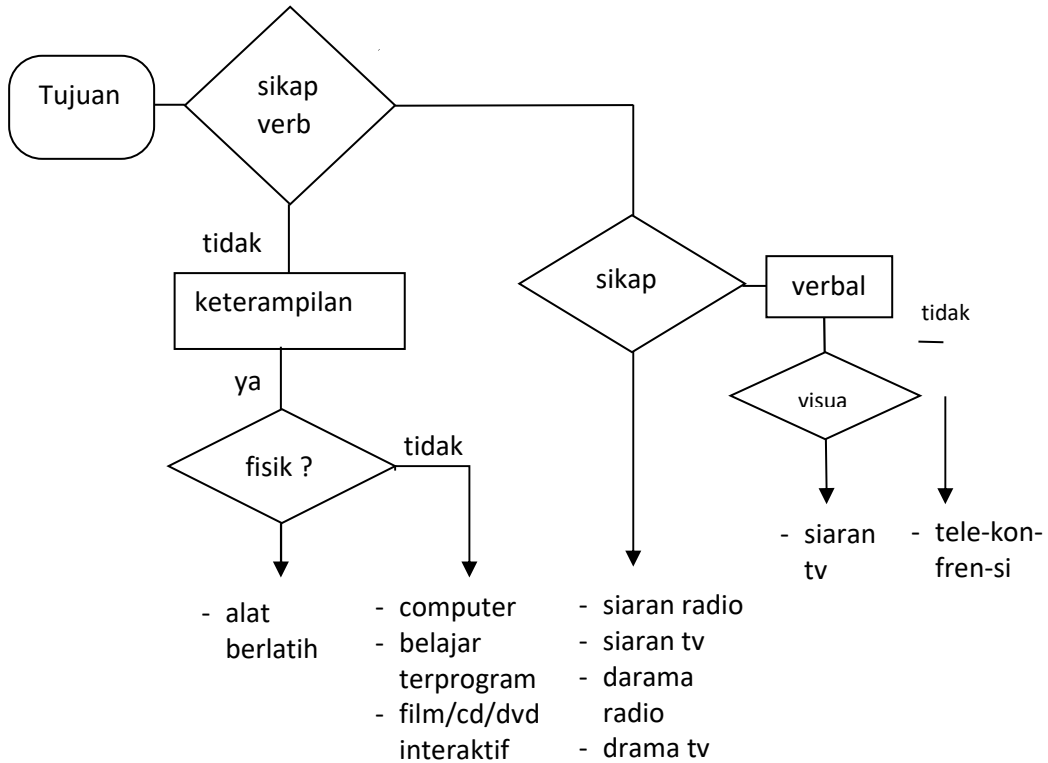 Tujuan
sikap
verb
tidak
keterampilan
ya
fisik ?
tidak
sikap
verbal
tidak
visua
- alat
berlatih
- computer
- belajar
terprogram
- film/cd/dvd
interaktif
- siaran radio
- siaran tv
- darama
radio
- drama tv
- siaran
tv
- tele-kon-
fren-si